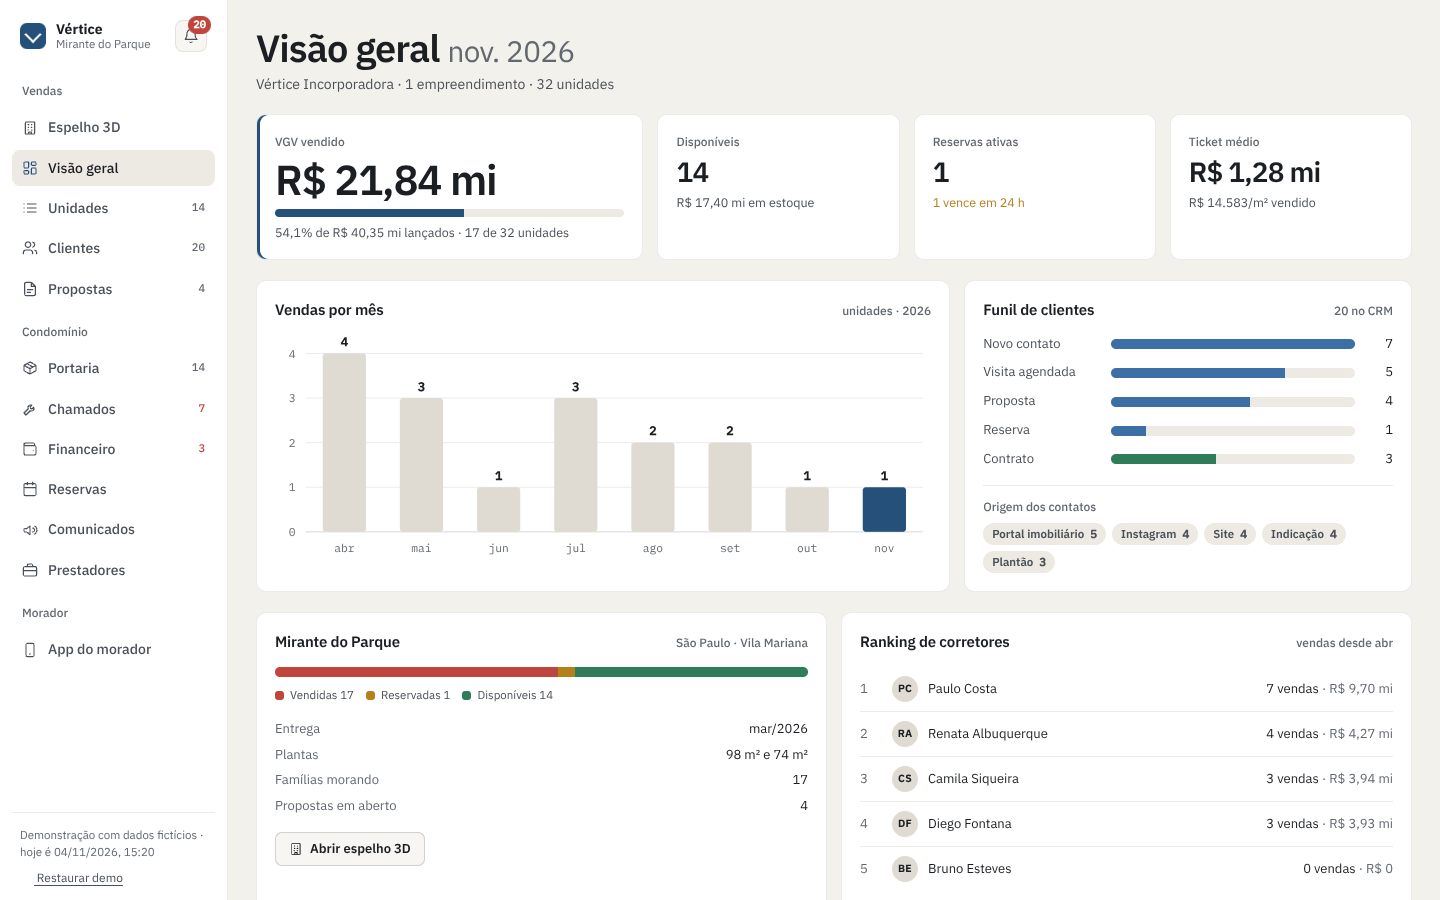 Vértice
Mirante do Parque
20
Vendas
Espelho 3D
Visão geral
Unidades 14
Clientes 20
Propostas 4
Condomínio
Portaria 14
Chamados 7
Financeiro 3
Reservas
Comunicados
Prestadores
Morador
App do morador
Demonstração com dados fictícios ·
hoje é 04/11/2026, 15:20
Restaurar demo
Visão geral nov. 2026
Vértice Incorporadora · 1 empreendimento · 32 unidades
VGV vendido
R$ 21,84 mi
54,1% de R$ 40,35 mi lançados · 17 de 32 unidades
Disponíveis
14
R$ 17,40 mi em estoque
Reservas ativas
1
1 vence em 24 h
Ticket médio
R$ 1,28 mi
R$ 14.583/m² vendido
Vendas por mês unidades · 2026
4
3
2
1
0
4 3 1 3 2 2 1 1
abr mai jun jul ago set out nov
Funil de clientes 20 no CRM
Novo contato 7
Visita agendada 5
Proposta 4
Reserva 1
Contrato 3
Origem dos contatos
Portal imobiliário 5 Instagram 4 Site 4 Indicação 4
Plantão 3
Mirante do Parque São Paulo · Vila Mariana
Vendidas 17 Reservadas 1 Disponíveis 14
Entrega mar/2026
Plantas 98 m² e 74 m²
Famílias morando 17
Propostas em aberto 4
Abrir espelho 3D
Ranking de corretores vendas desde abr
1 PC Paulo Costa 7 vendas · R$ 9,70 mi
2 RA Renata Albuquerque 4 vendas · R$ 4,27 mi
3 CS Camila Siqueira 3 vendas · R$ 3,94 mi
4 DF Diego Fontana 3 vendas · R$ 3,93 mi
5 BE Bruno Esteves 0 vendas · R$ 0